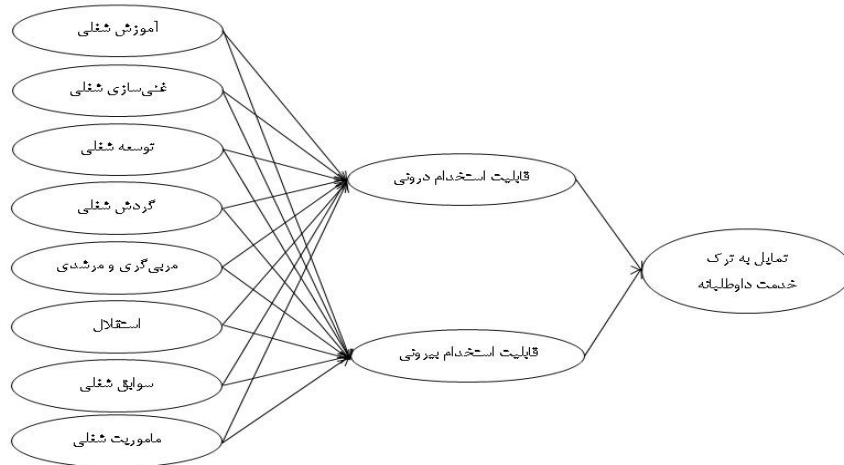 آموزش شغلی
غنی‌سازی شغلی
توسعه شغلی
گردش شغلی
مربی‌گری و مرشدی
استقلال
سوابق شغلی
ماموریت شغلی
قابلیت استخدام درونی
قابلیت استخدام بیرونی
تمایل به ترک
خدمت داوطلبانه